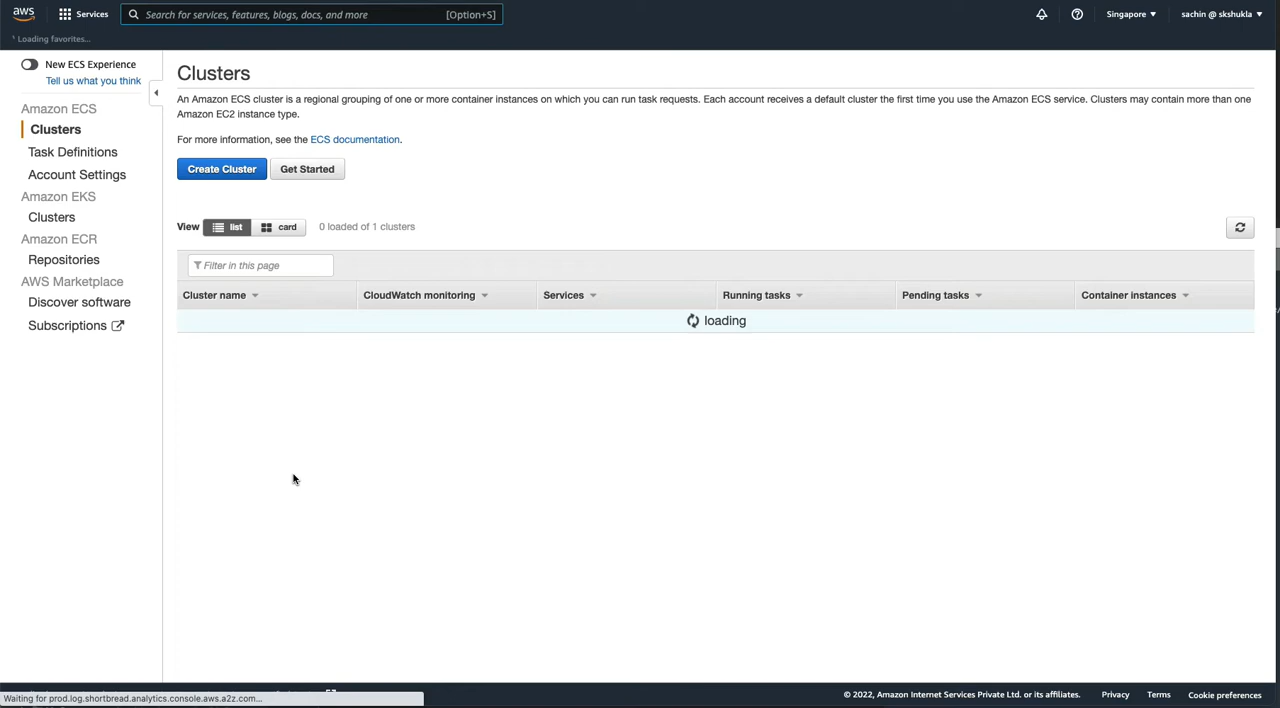 aws
Services
Search for services, features, blogs, docs, and more
[Option+S]
Singapore
sachin @ skshukla
Loading favorites...
New ECS Experience
Tell us what you think
Amazon ECS
Clusters
Task Definitions
Account Settings
Amazon EKS
Clusters
Amazon ECR
Repositories
AWS Marketplace
Discover software
Subscriptions
Clusters
An Amazon ECS cluster is a regional grouping of one or more container instances on which you can run task requests. Each account receives a default cluster the first time you use the Amazon ECS service. Clusters may contain more than one
Amazon EC2 instance type.
For more information, see the ECS documentation.
Create Cluster
Get Started
View
list
card
0 loaded of 1 clusters
Filter in this page
Cluster name
CloudWatch monitoring
Services
Running tasks
Pending tasks
Container instances
loading
Waiting for prod.log.shortbread.analytics.console.aws.a2z.com...
© 2022, Amazon Internet Services Private Ltd. or its affiliates.
Privacy
Terms
Cookie preferences